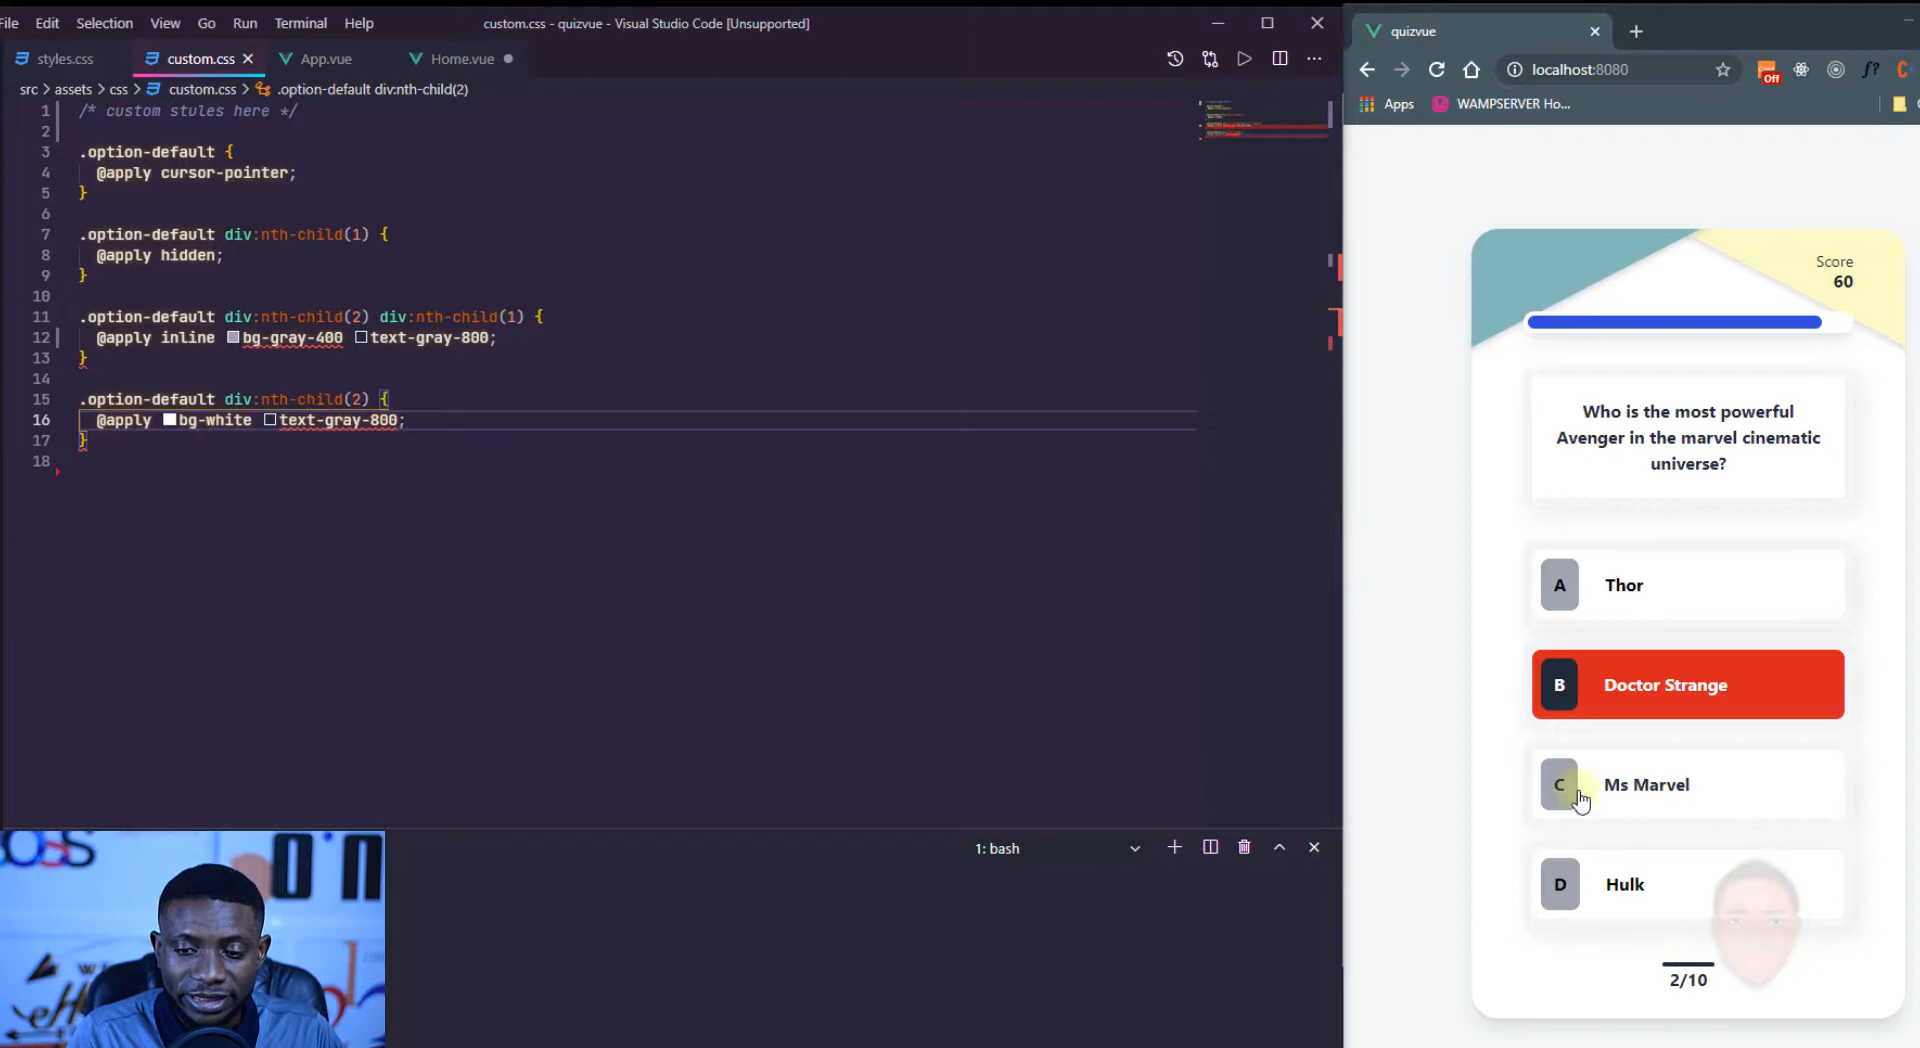 File Edit Selection View Go Run Terminal Help
custom.css - quizvue - Visual Studio Code [Unsupported]
styles.css custom.css App.vue Home.vue
src > assets > css > custom.css > .option-default div:nth-child(2)
1 /* custom styles here */
2
3 .option-default {
4 @apply cursor-pointer;
5 }
6
7 .option-default div:nth-child(1) {
8 @apply hidden;
9 }
10
11 .option-default div:nth-child(2) div:nth-child(1) {
12 @apply inline bg-gray-400 text-gray-800;
13 }
14
15 .option-default div:nth-child(2) {
16 @apply bg-white text-gray-800;
17 }
18
1: bash
quizvue
localhost:8080
Off
f?
Apps WAMPSERVER Ho...
Score
60
Who is the most powerful
Avenger in the marvel cinematic
universe?
A Thor
B Doctor Strange
C Ms Marvel
D Hulk
2/10